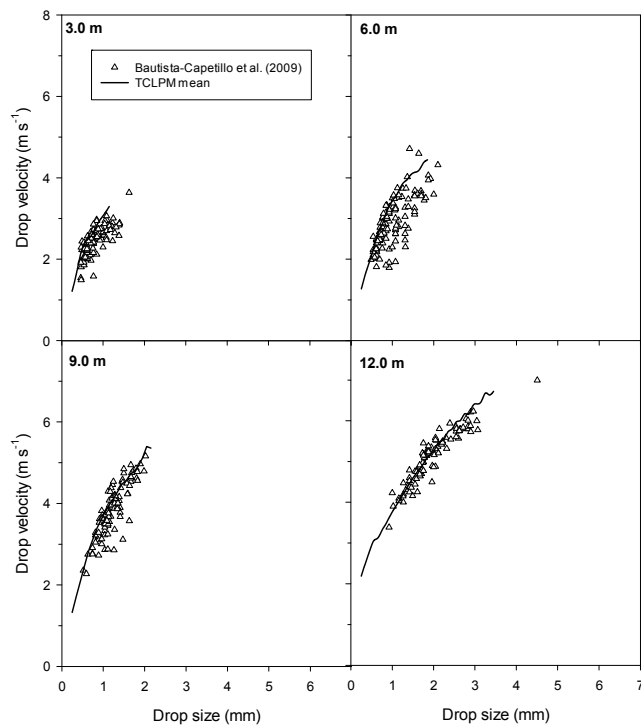 3.0 m
6.0 m
8
6
4
2
0
Drop velocity (m s-1)
Bautista-Capetillo et al. (2009)
TCLPM mean
9.0 m
12.0 m
6
4
2
0
Drop velocity (m s-1)
0 1 2 3 4 5 6 0 1 2 3 4 5 6 7
Drop size (mm)
Drop size (mm)